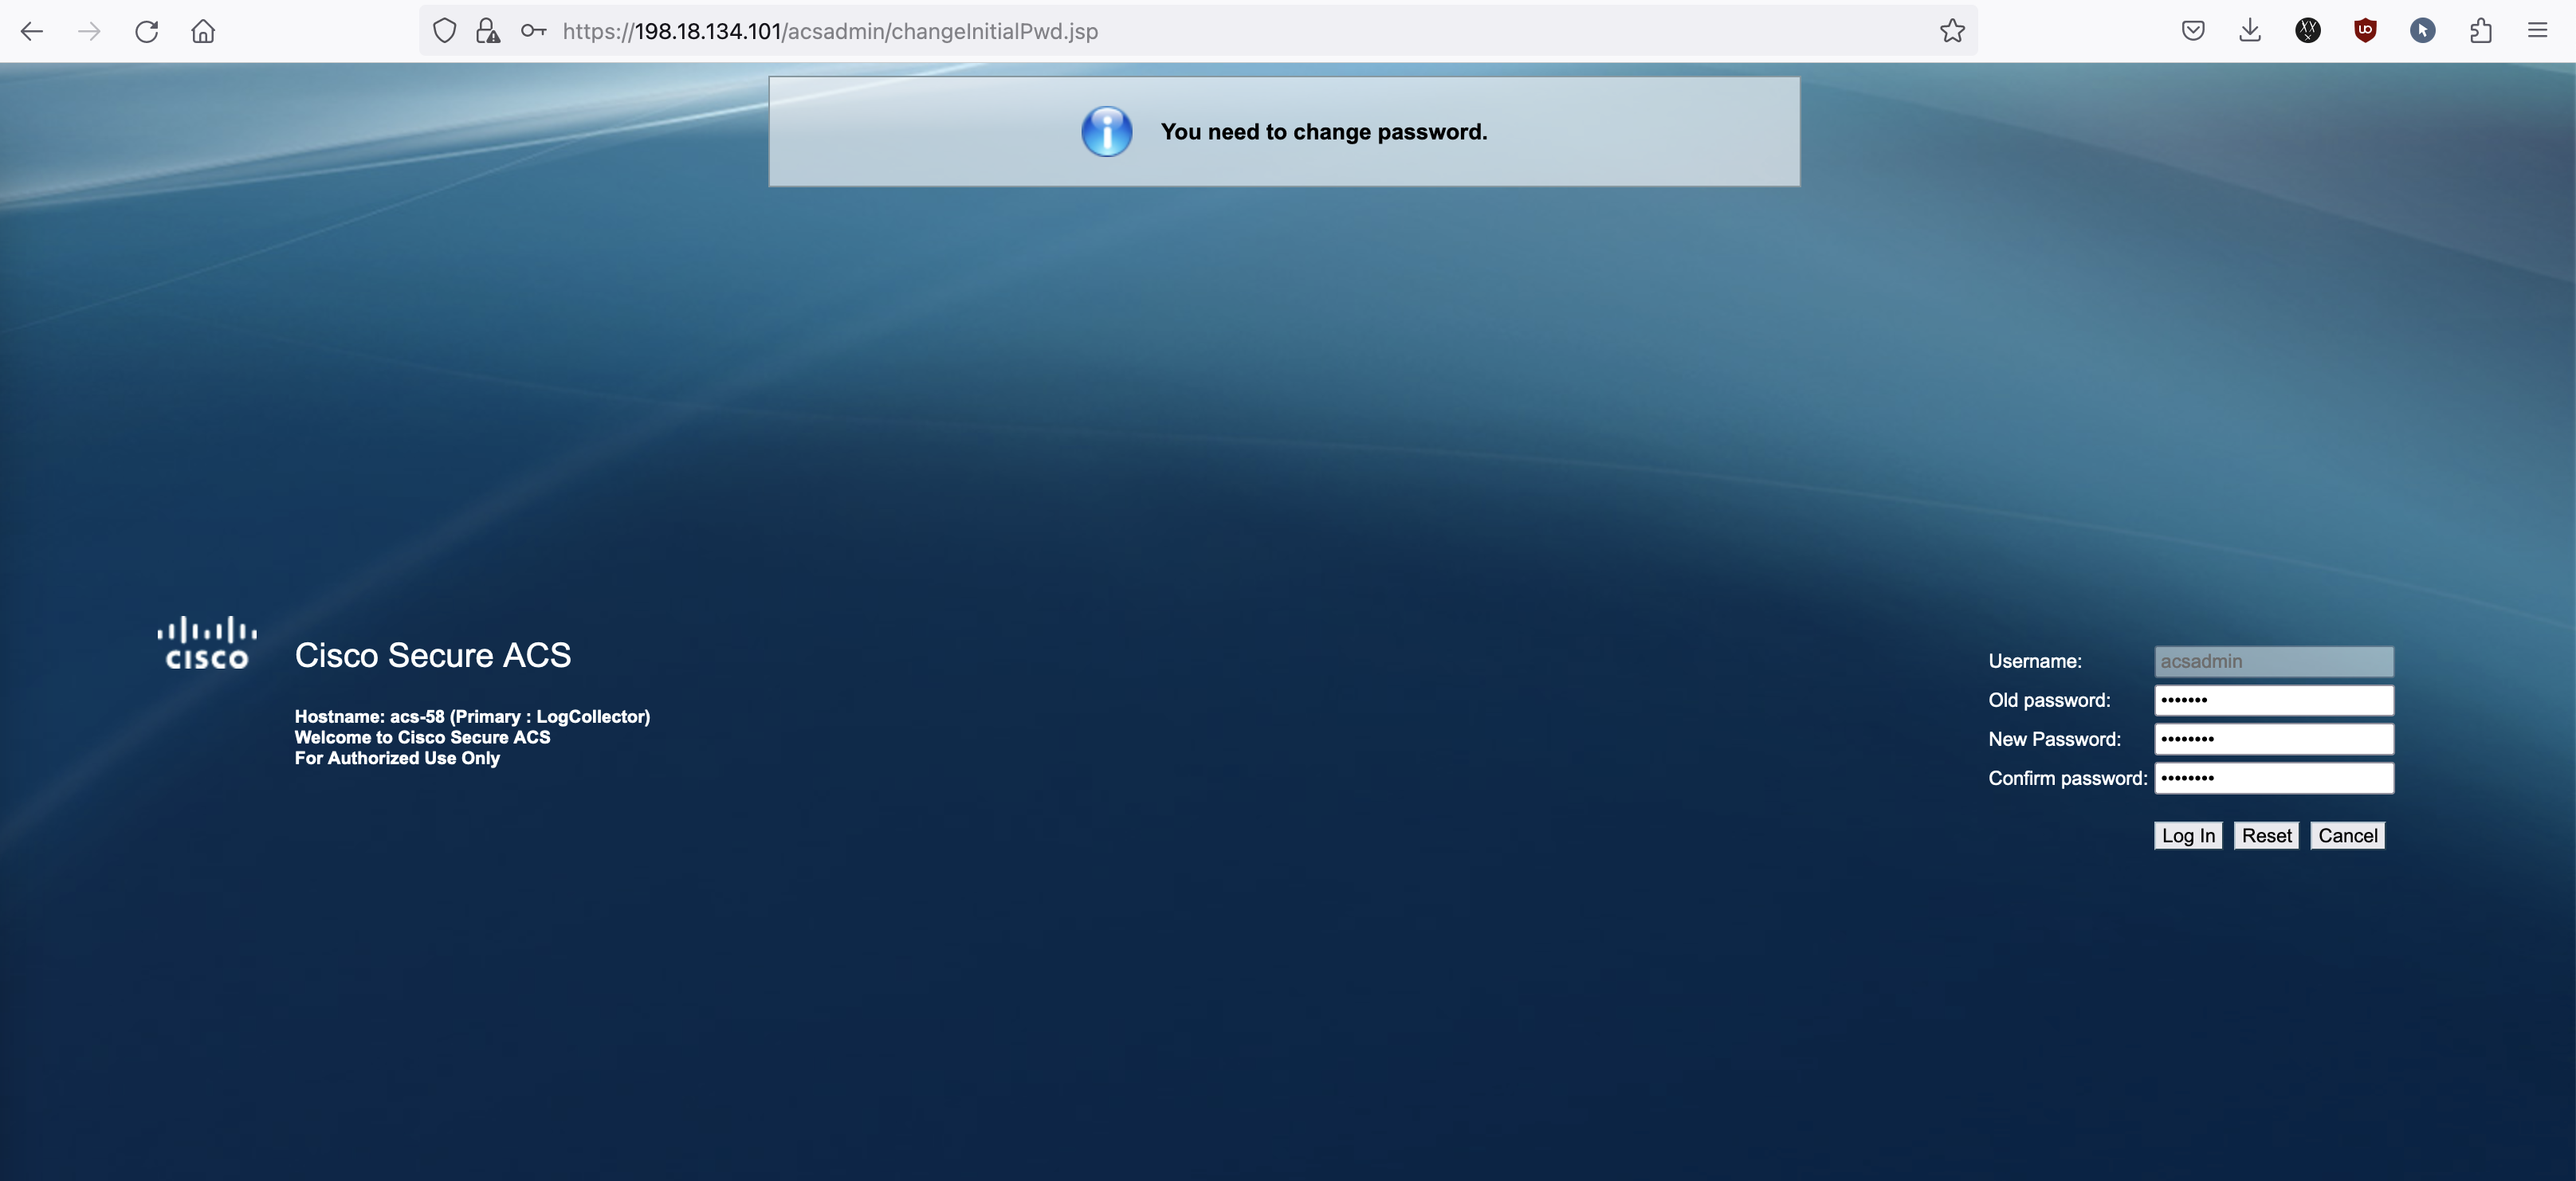 https://198.18.134.101/acsadmin/changeInitialPwd.jsp
You need to change password.
CISCO
Cisco Secure ACS
Hostname: acs-58 (Primary : LogCollector)
Welcome to Cisco Secure ACS
For Authorized Use Only
Username: acsadmin
Old password: •••••••
New Password: ••••••••
Confirm password: ••••••••
Log In Reset Cancel